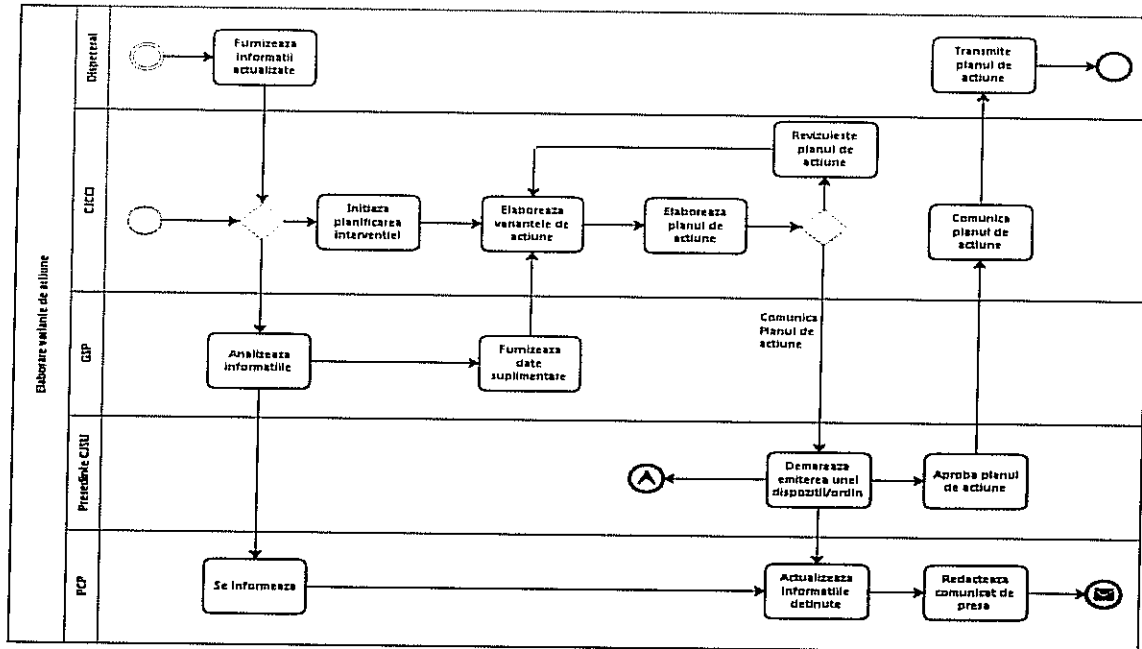 Elaborare variante de actiune
Dispecerat
Furnizeaza
informatii
actualizate
Transmite
planul de
actiune
CJCCI
Initiaza
planificarea
interventiei
Elaboreaza
variantele de
actiune
Elaboreaza
planul de
actiune
Revizuieste
planul de
actiune
Comunica
planul de
actiune
GSP
Analizeaza
informatiile
Furnizeaza
date
suplimentare
Comunica
Planul de
actiune
Presedinte CJSU
Demareaza
emiterea unei
dispozitii/ordin
Aproba planul
de actiune
PCP
Se informeaza
Actualizeaza
informatiile
detinute
Redacteaza
comunicat de
presa